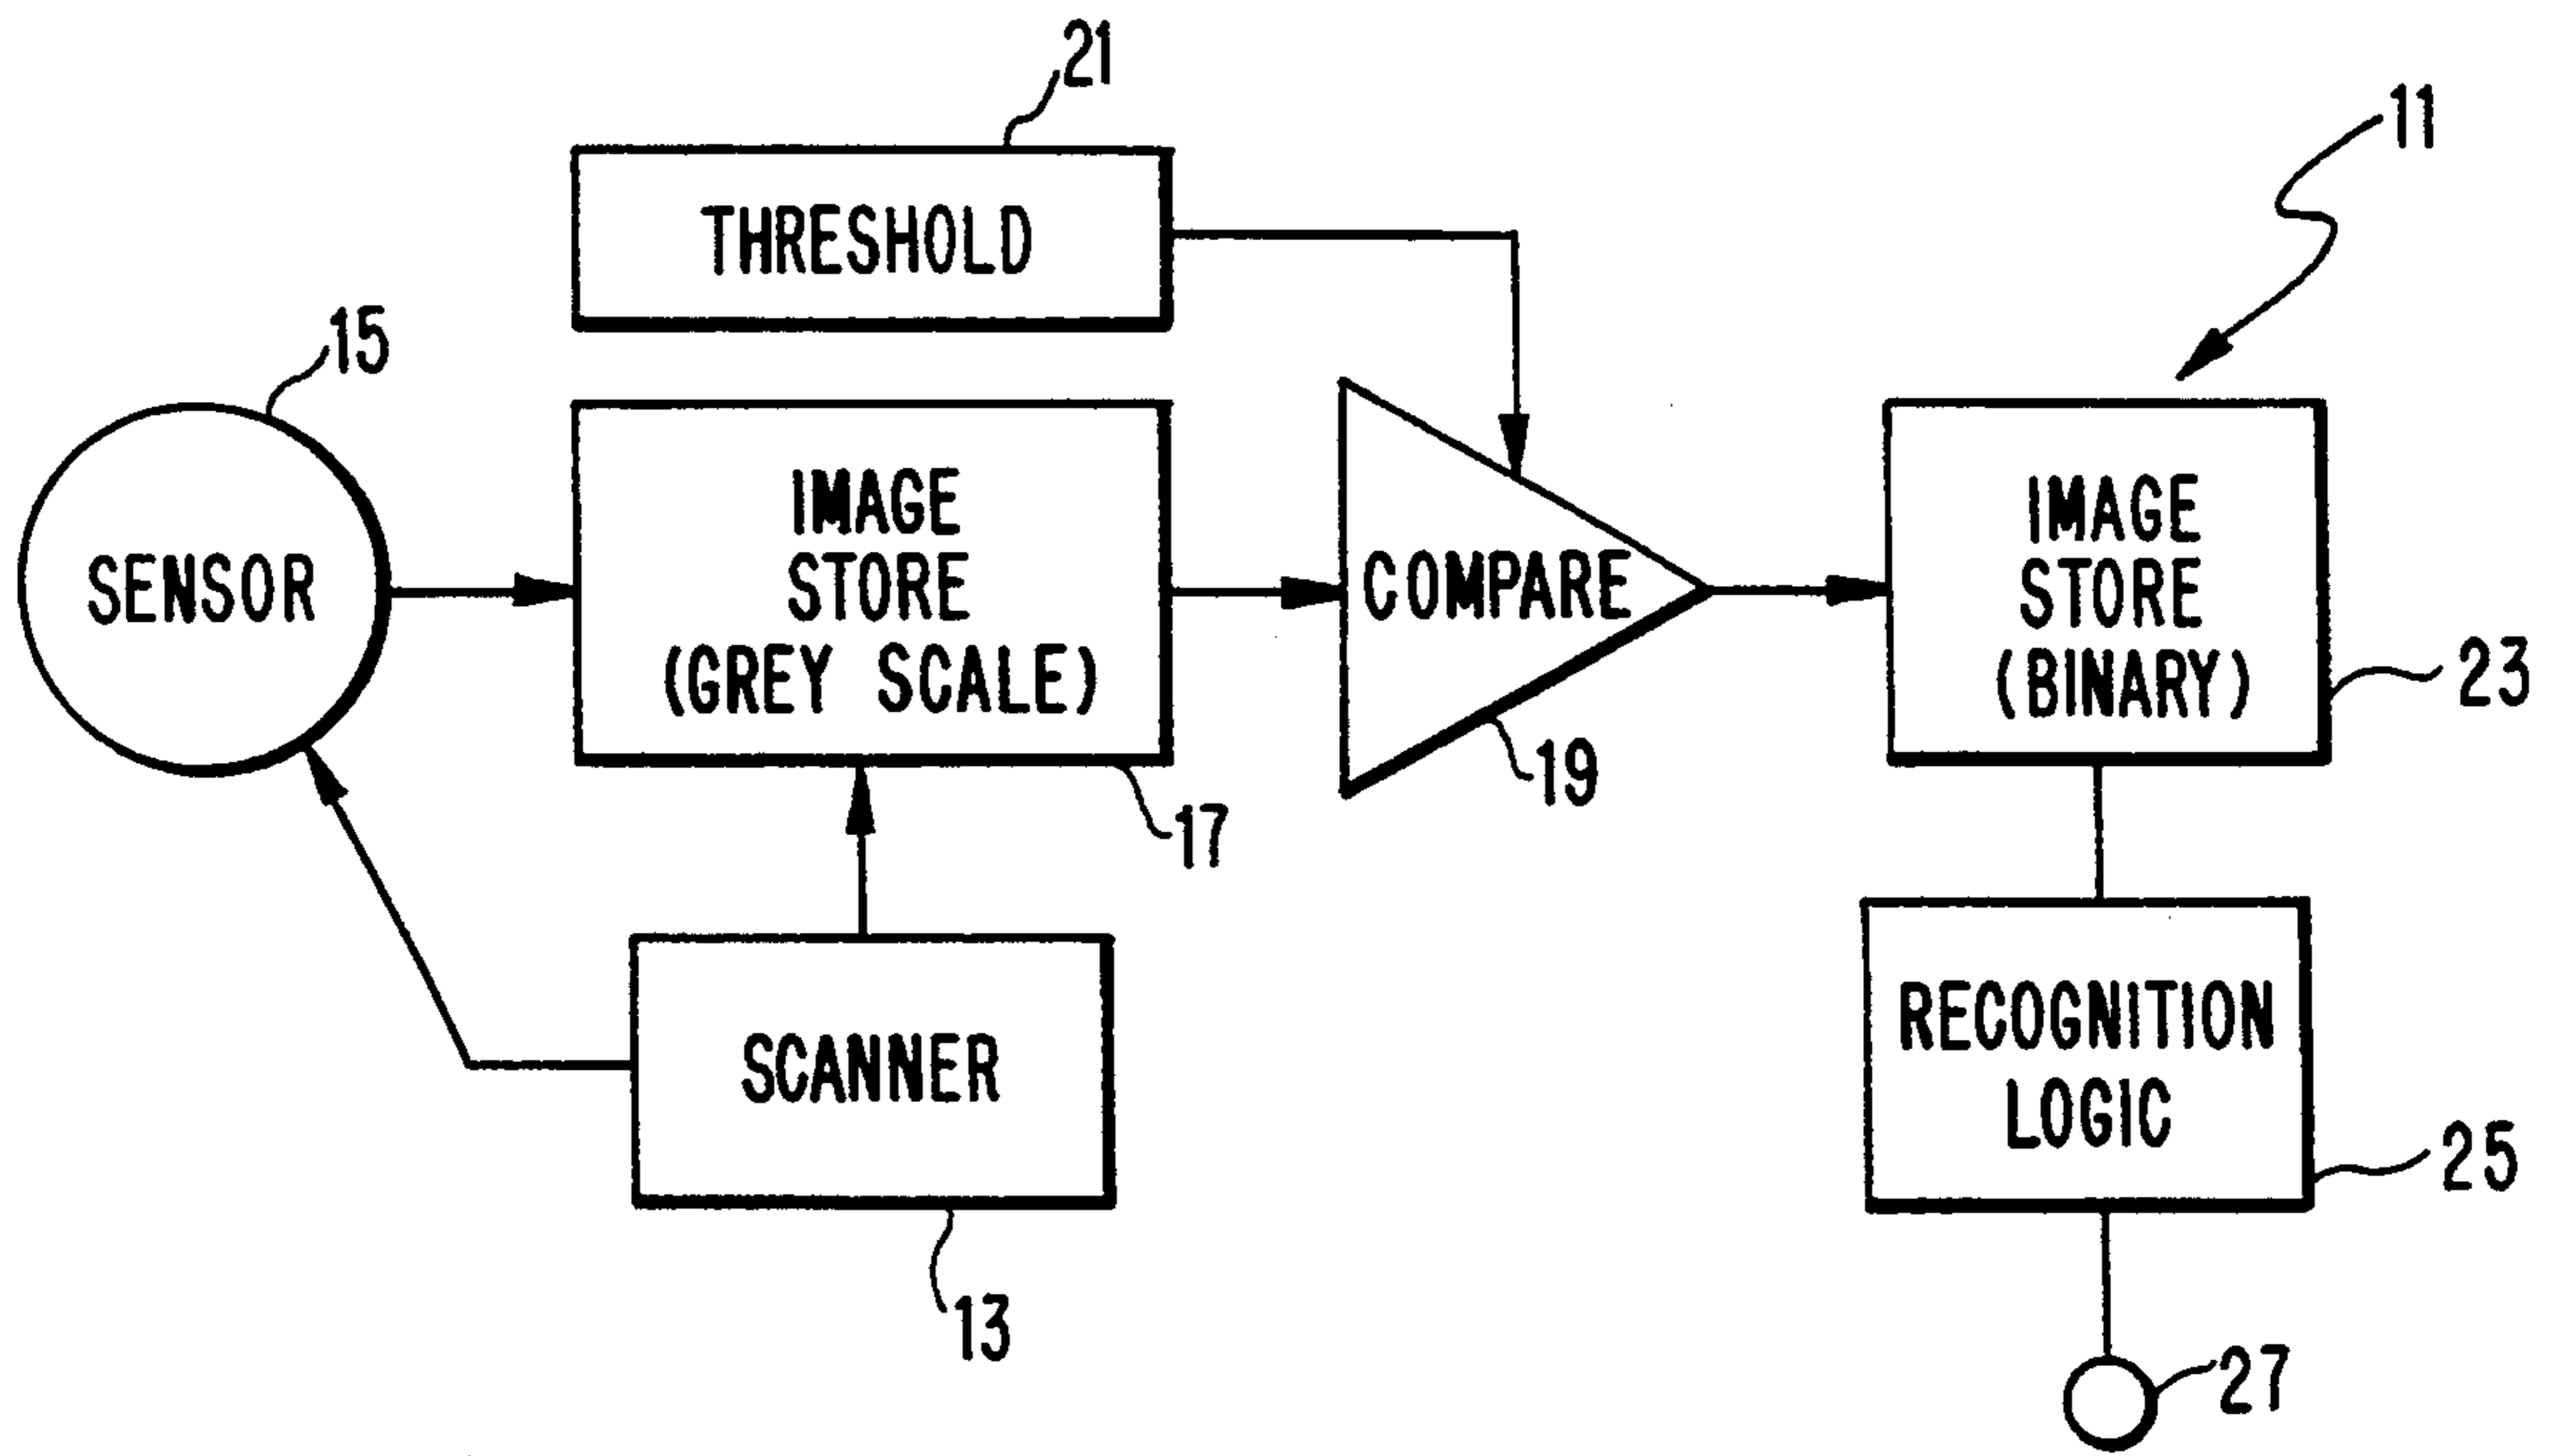 21
11
THRESHOLD
15
IMAGE
STORE
(GREY SCALE)
SENSOR
COMPARE
IMAGE
STORE
(BINARY)
23
19
17
SCANNER
RECOGNITION
LOGIC
25
13
27